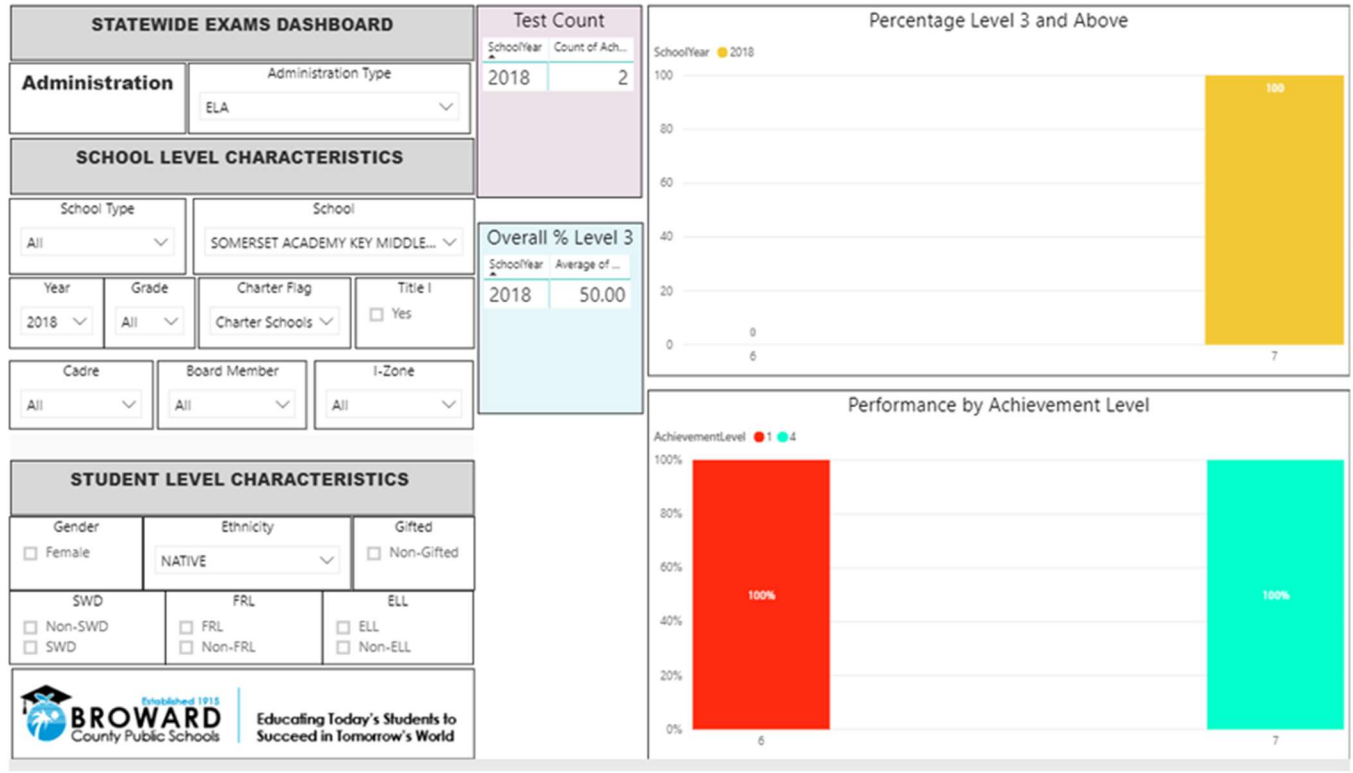 STATEWIDE EXAMS DASHBOARD
Administration
Administration Type
ELA
SCHOOL LEVEL CHARACTERISTICS
School Type
All
School
SOMERSET ACADEMY KEY MIDDLE...
Year
2018
Grade
All
Charter Flag
Charter Schools
Title I
Yes
Cadre
All
Board Member
All
I-Zone
All
STUDENT LEVEL CHARACTERISTICS
Gender
Female
Ethnicity
NATIVE
Gifted
Non-Gifted
SWD
Non-SWD
SWD
FRL
FRL
Non-FRL
ELL
ELL
Non-ELL
Established 1915
BROWARD
County Public Schools
Educating Today's Students to
Succeed in Tomorrow's World
Test Count
SchoolYear Count of Ach...
2018 2
Overall % Level 3
SchoolYear Average of ...
2018 50.00
Percentage Level 3 and Above
SchoolYear 2018
100
80
60
40
20
0
100
0
6 7
Performance by Achievement Level
AchievementLevel 1 4
100%
80%
60%
40%
20%
0%
100% 100%
6 7